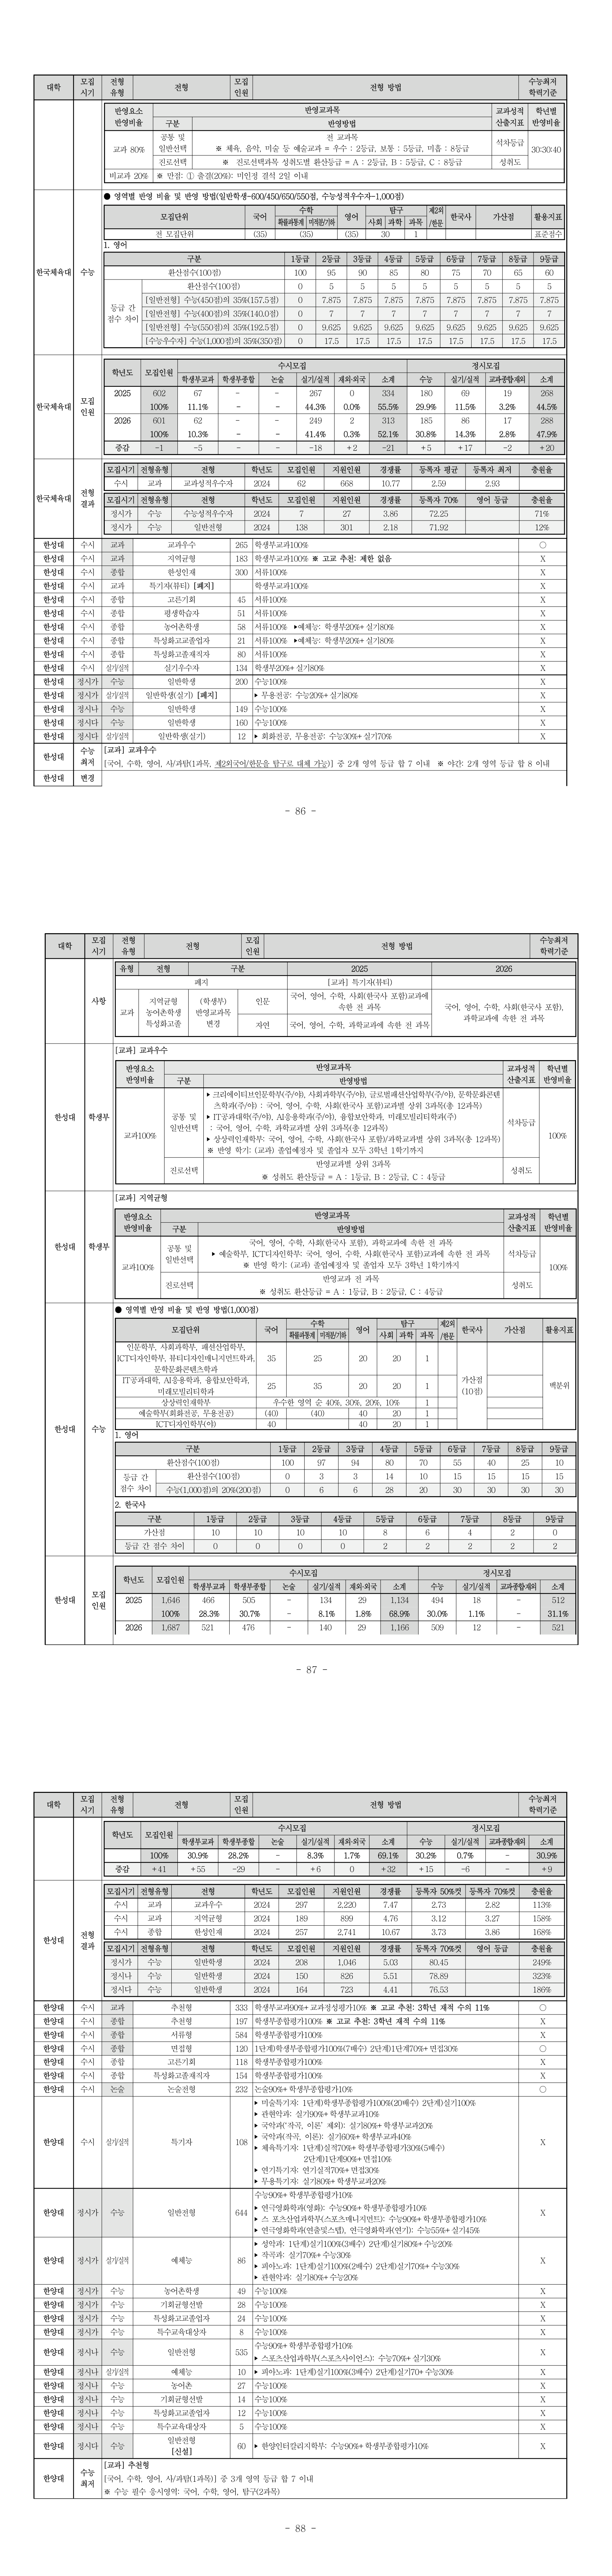 대학 모집시기 전형유형 전형 모집인원 전형 방법 수능최저학력기준
반영요소 반영비율 반영교과목 교과성적 산출지표 학년별 반영비율
구분 반영방법
교과 80% 공통 및 일반선택 전 교과목 석차등급 30:30:40
※ 체육, 음악, 미술 등 예술교과 = 우수 : 2등급, 보통 : 5등급, 미흡 : 8등급
진로선택 ※ 진로선택과목 성취도별 환산등급 = A : 2등급, B : 5등급, C : 8등급 성취도
비교과 20% ※ 만점: ① 출결(20%): 미인정 결석 2일 이내
한국체육대 수능
● 영역별 반영 비율 및 반영 방법(일반학생-600/450/650/550점, 수능성적우수자-1,000점)
모집단위 국어 수학 영어 탐구 제2외/한문 한국사 가산점 활용지표
확률과통계 미적분/기하 사회 과학 과목
전 모집단위 (35) (35) (35) 30 1 표준점수
1. 영어
구분 1등급 2등급 3등급 4등급 5등급 6등급 7등급 8등급 9등급
환산점수(100점) 100 95 90 85 80 75 70 65 60
등급 간 점수 차이 환산점수(100점) 0 5 5 5 5 5 5 5 5
[일반전형] 수능(450점)의 35%(157.5점) 0 7.875 7.875 7.875 7.875 7.875 7.875 7.875 7.875
[일반전형] 수능(400점)의 35%(140.0점) 0 7 7 7 7 7 7 7 7
[일반전형] 수능(550점)의 35%(192.5점) 0 9.625 9.625 9.625 9.625 9.625 9.625 9.625 9.625
[수능우수자] 수능(1,000점)의 35%(350점) 0 17.5 17.5 17.5 17.5 17.5 17.5 17.5 17.5
한국체육대 모집인원
학년도 모집인원 수시모집 정시모집
학생부교과 학생부종합 논술 실기/실적 재외·외국 소계 수능 실기/실적 교과종합재외 소계
2025 602 67 - - 267 0 334 180 69 19 268
100% 11.1% - - 44.3% 0.0% 55.5% 29.9% 11.5% 3.2% 44.5%
2026 601 62 - - 249 2 313 185 86 17 288
100% 10.3% - - 41.4% 0.3% 52.1% 30.8% 14.3% 2.8% 47.9%
증감 -1 -5 - - -18 +2 -21 +5 +17 -2 +20
한국체육대 전형결과
모집시기 전형유형 전형 학년도 모집인원 지원인원 경쟁률 등록자 평균 등록자 최저 충원율
수시 교과 교과성적우수자 2024 62 668 10.77 2.59 2.93
모집시기 전형유형 전형 학년도 모집인원 지원인원 경쟁률 등록자 70% 영어 등급 충원율
정시가 수능 수능성적우수자 2024 7 27 3.86 72.25 71%
정시가 수능 일반전형 2024 138 301 2.18 71.92 12%
한성대 수시 교과 교과우수 265 학생부교과100% ○
한성대 수시 교과 지역균형 183 학생부교과100% ※ 고교 추천: 제한 없음 X
한성대 수시 종합 한성인재 300 서류100% X
한성대 수시 교과 특기자(뷰티) [폐지] 학생부교과100% X
한성대 수시 종합 고른기회 45 서류100% X
한성대 수시 종합 평생학습자 51 서류100% X
한성대 수시 종합 농어촌학생 58 서류100% ▶예체능: 학생부20%+실기80% X
한성대 수시 종합 특성화고교졸업자 21 서류100% ▶예체능: 학생부20%+실기80% X
한성대 수시 종합 특성화고졸재직자 80 서류100% X
한성대 수시 실기/실적 실기우수자 134 학생부20%+실기80% X
한성대 정시가 수능 일반학생 200 수능100% X
한성대 정시가 실기/실적 일반학생(실기) [폐지] ▶ 무용전공: 수능20%+실기80% X
한성대 정시나 수능 일반학생 149 수능100% X
한성대 정시다 수능 일반학생 160 수능100% X
한성대 정시다 실기/실적 일반학생(실기) 12 ▶ 회화전공, 무용전공: 수능30%+실기70% X
한성대 수능최저 [교과] 교과우수
[국어, 수학, 영어, 사/과탐(1과목, 제2외국어/한문을 탐구로 대체 가능)] 중 2개 영역 등급 합 7 이내 ※ 야간: 2개 영역 등급 합 8 이내
한성대 변경
- 86 -
대학 모집시기 전형유형 전형 모집인원 전형 방법 수능최저학력기준
사항
유형 전형 구분 2025 2026
폐지 [교과] 특기자(뷰티)
교과 지역균형 농어촌학생 특성화고졸 (학생부) 반영교과목 변경 인문 국어, 영어, 수학, 사회(한국사 포함)교과에 속한 전 과목 국어, 영어, 수학, 사회(한국사 포함), 과학교과에 속한 전 과목
자연 국어, 영어, 수학, 과학교과에 속한 전 과목
한성대 학생부
[교과] 교과우수
반영요소 반영비율 반영교과목 교과성적 산출지표 학년별 반영비율
구분 반영방법
교과100% 공통 및 일반선택 석차등급 100%
▶크리에이티브인문학부(주/야), 사회과학부(주/야), 글로벌패션산업학부(주/야), 문학문화콘텐츠학과(주/야) : 국어, 영어, 수학, 사회(한국사 포함)교과별 상위 3과목(총 12과목)
▶IT공과대학(주/야), AI응용학과(주/야), 융합보안학과, 미래모빌리티학과(주)
: 국어, 영어, 수학, 과학교과별 상위 3과목(총 12과목)
▶상상력인재학부: 국어, 영어, 수학, 사회(한국사 포함)/과학교과별 상위 3과목(총 12과목)
※ 반영 학기: (교과) 졸업예정자 및 졸업자 모두 3학년 1학기까지
진로선택 반영교과별 상위 3과목 성취도
※ 성취도 환산등급 = A : 1등급, B : 2등급, C : 4등급
한성대 학생부
[교과] 지역균형
반영요소 반영비율 반영교과목 교과성적 산출지표 학년별 반영비율
구분 반영방법
교과100% 공통 및 일반선택 국어, 영어, 수학, 사회(한국사 포함), 과학교과에 속한 전 과목 석차등급 100%
▶ 예술학부, ICT디자인학부: 국어, 영어, 수학, 사회(한국사 포함)교과에 속한 전 과목
※ 반영 학기: (교과) 졸업예정자 및 졸업자 모두 3학년 1학기까지
진로선택 반영교과 전 과목 성취도
※ 성취도 환산등급 = A : 1등급, B : 2등급, C : 4등급
한성대 수능
● 영역별 반영 비율 및 반영 방법(1,000점)
모집단위 국어 수학 영어 탐구 제2외/한문 한국사 가산점 활용지표
확률과통계 미적분/기하 사회 과학 과목
인문학부, 사회과학부, 패션산업학부, ICT디자인학부, 뷰티디자인매니지먼트학과, 문학문화콘텐츠학과 35 25 20 20 1 가산점(10점) 백분위
IT공과대학, AI응용학과, 융합보안학과, 미래모빌리티학과 25 35 20 20 1
상상력인재학부 우수한 영역 순 40%, 30%, 20%, 10% 1
예술학부(회화전공, 무용전공) (40) (40) 40 20 1
ICT디자인학부(야) 40 40 20 1
1. 영어
구분 1등급 2등급 3등급 4등급 5등급 6등급 7등급 8등급 9등급
환산점수(100점) 100 97 94 80 70 55 40 25 10
등급 간 점수 차이 환산점수(100점) 0 3 3 14 10 15 15 15 15
수능(1,000점)의 20%(200점) 0 6 6 28 20 30 30 30 30
2. 한국사
구분 1등급 2등급 3등급 4등급 5등급 6등급 7등급 8등급 9등급
가산점 10 10 10 10 8 6 4 2 0
등급 간 점수 차이 0 0 0 0 2 2 2 2 2
한성대 모집인원
학년도 모집인원 수시모집 정시모집
학생부교과 학생부종합 논술 실기/실적 재외·외국 소계 수능 실기/실적 교과종합재외 소계
2025 1,646 466 505 - 134 29 1,134 494 18 - 512
100% 28.3% 30.7% - 8.1% 1.8% 68.9% 30.0% 1.1% - 31.1%
2026 1,687 521 476 - 140 29 1,166 509 12 - 521
- 87 -
대학 모집시기 전형유형 전형 모집인원 전형 방법 수능최저학력기준
학년도 모집인원 수시모집 정시모집
학생부교과 학생부종합 논술 실기/실적 재외·외국 소계 수능 실기/실적 교과종합재외 소계
100% 30.9% 28.2% - 8.3% 1.7% 69.1% 30.2% 0.7% - 30.9%
증감 +41 +55 -29 - +6 0 +32 +15 -6 - +9
한성대 전형결과
모집시기 전형유형 전형 학년도 모집인원 지원인원 경쟁률 등록자 50%컷 등록자 70%컷 충원율
수시 교과 교과우수 2024 297 2,220 7.47 2.73 2.82 113%
수시 교과 지역균형 2024 189 899 4.76 3.12 3.27 158%
수시 종합 한성인재 2024 257 2,741 10.67 3.73 3.86 168%
모집시기 전형유형 전형 학년도 모집인원 지원인원 경쟁률 등록자 70%컷 영어 등급 충원율
정시가 수능 일반학생 2024 208 1,046 5.03 80.45 249%
정시나 수능 일반학생 2024 150 826 5.51 78.89 323%
정시다 수능 일반학생 2024 164 723 4.41 76.53 186%
한양대 수시 교과 추천형 333 학생부교과90%+교과정성평가10% ※ 고교 추천: 3학년 재적 수의 11% ○
한양대 수시 종합 추천형 197 학생부종합평가100% ※ 고교 추천: 3학년 재적 수의 11% X
한양대 수시 종합 서류형 584 학생부종합평가100% X
한양대 수시 종합 면접형 120 1단계)학생부종합평가100%(7배수) 2단계)1단계70%+면접30% ○
한양대 수시 종합 고른기회 118 학생부종합평가100% X
한양대 수시 종합 특성화고졸재직자 154 학생부종합평가100% X
한양대 수시 논술 논술전형 232 논술90%+학생부종합평가10% ○
한양대 수시 실기/실적 특기자 108 X
▶ 미술특기자: 1단계)학생부종합평가100%(20배수) 2단계)실기100%
▶ 관현악과: 실기90%+학생부교과10%
▶ 국악과(‘작곡, 이론’ 제외): 실기80%+학생부교과20%
▶ 국악과(작곡, 이론): 실기60%+학생부교과40%
▶ 체육특기자: 1단계)실적70%+학생부종합평가30%(5배수)
2단계)1단계90%+면접10%
▶ 연기특기자: 연기실적70%+면접30%
▶ 무용특기자: 실기80%+학생부교과20%
한양대 정시가 수능 일반전형 644 수능90%+학생부종합평가10% X
▶ 연극영화학과(영화): 수능90%+학생부종합평가10%
▶ 스 포츠산업과학부(스포츠매니지먼트): 수능90%+학생부종합평가10%
▶ 연극영화학과(연출및스탭), 연극영화학과(연기): 수능55%+실기45%
한양대 정시가 실기/실적 예체능 86 X
▶ 성악과: 1단계)실기100%(3배수) 2단계)실기80%+수능20%
▶ 작곡과: 실기70%+수능30%
▶ 피아노과: 1단계)실기100%(2배수) 2단계)실기70%+수능30%
▶ 관현악과: 실기80%+수능20%
한양대 정시가 수능 농어촌학생 49 수능100% X
한양대 정시가 수능 기회균형선발 28 수능100% X
한양대 정시가 수능 특성화고교졸업자 24 수능100% X
한양대 정시가 수능 특수교육대상자 8 수능100% X
한양대 정시나 수능 일반전형 535 수능90%+학생부종합평가10% X
▶ 스포츠산업과학부(스포츠사이언스): 수능70%+실기30%
한양대 정시나 실기/실적 예체능 10 ▶ 피아노과: 1단계)실기100%(3배수) 2단계)실기70+수능30% X
한양대 정시나 수능 농어촌 27 수능100% X
한양대 정시나 수능 기회균형선발 14 수능100% X
한양대 정시나 수능 특성화고교졸업자 12 수능100% X
한양대 정시나 수능 특수교육대상자 5 수능100% X
한양대 정시다 수능 일반전형 [신설] 60 ▶ 한양인터칼리지학부: 수능90%+학생부종합평가10% X
한양대 수능최저 [교과] 추천형
[국어, 수학, 영어, 사/과탐(1과목)] 중 3개 영역 등급 합 7 이내
※ 수능 필수 응시영역: 국어, 수학, 영어, 탐구(2과목)
- 88 -